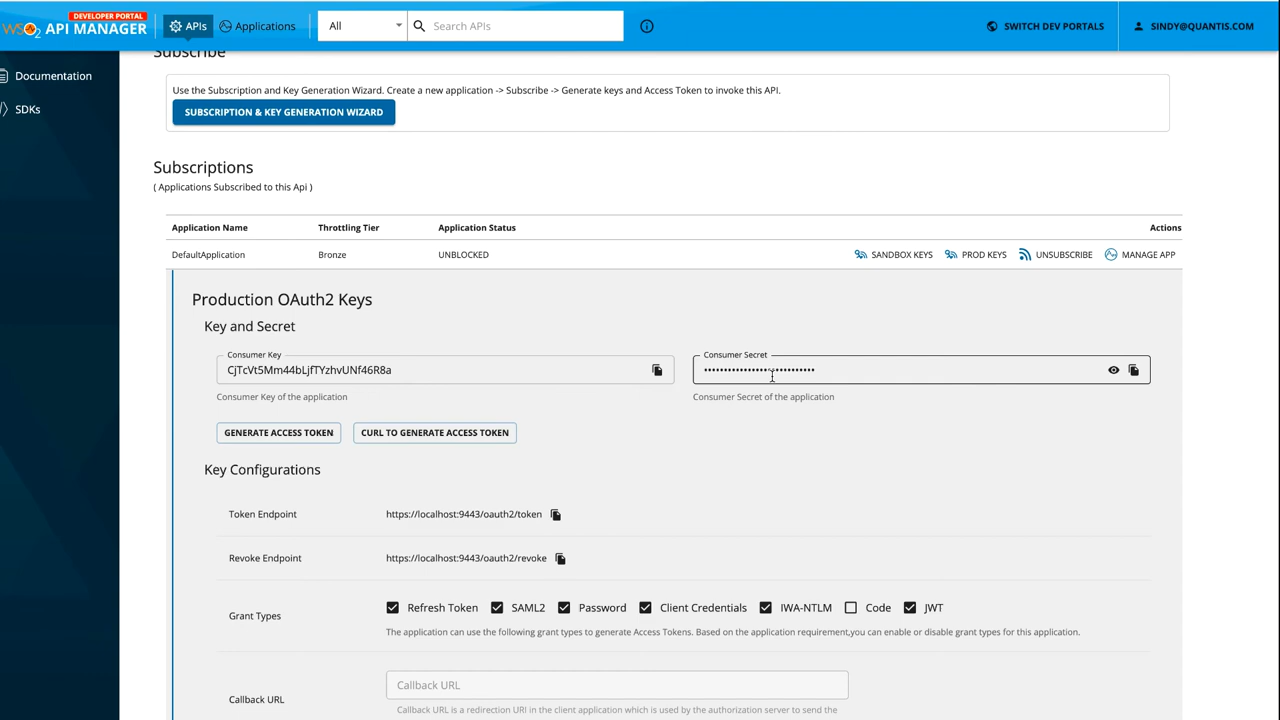 DEVELOPER PORTAL
WSO2 API MANAGER
APIs
Applications
All
Search APIs
SWITCH DEV PORTALS
SINDY@QUANTIS.COM
Documentation
SDKs
Subscribe
Use the Subscription and Key Generation Wizard. Create a new application -> Subscribe -> Generate keys and Access Token to invoke this API.
SUBSCRIPTION & KEY GENERATION WIZARD
Subscriptions
( Applications Subscribed to this Api )
Application Name Throttling Tier Application Status Actions
DefaultApplication Bronze UNBLOCKED SANDBOX KEYS PROD KEYS UNSUBSCRIBE MANAGE APP
Production OAuth2 Keys
Key and Secret
Consumer Key
CjTcVt5Mm44bLjfTYzhvUNf46R8a
Consumer Key of the application
Consumer Secret
••••••••••••••••••••••••••••
Consumer Secret of the application
GENERATE ACCESS TOKEN CURL TO GENERATE ACCESS TOKEN
Key Configurations
Token Endpoint https://localhost:9443/oauth2/token
Revoke Endpoint https://localhost:9443/oauth2/revoke
Grant Types Refresh Token SAML2 Password Client Credentials IWA-NTLM Code JWT
The application can use the following grant types to generate Access Tokens. Based on the application requirement,you can enable or disable grant types for this application.
Callback URL
Callback URL
Callback URL is a redirection URI in the client application which is used by the authorization server to send the